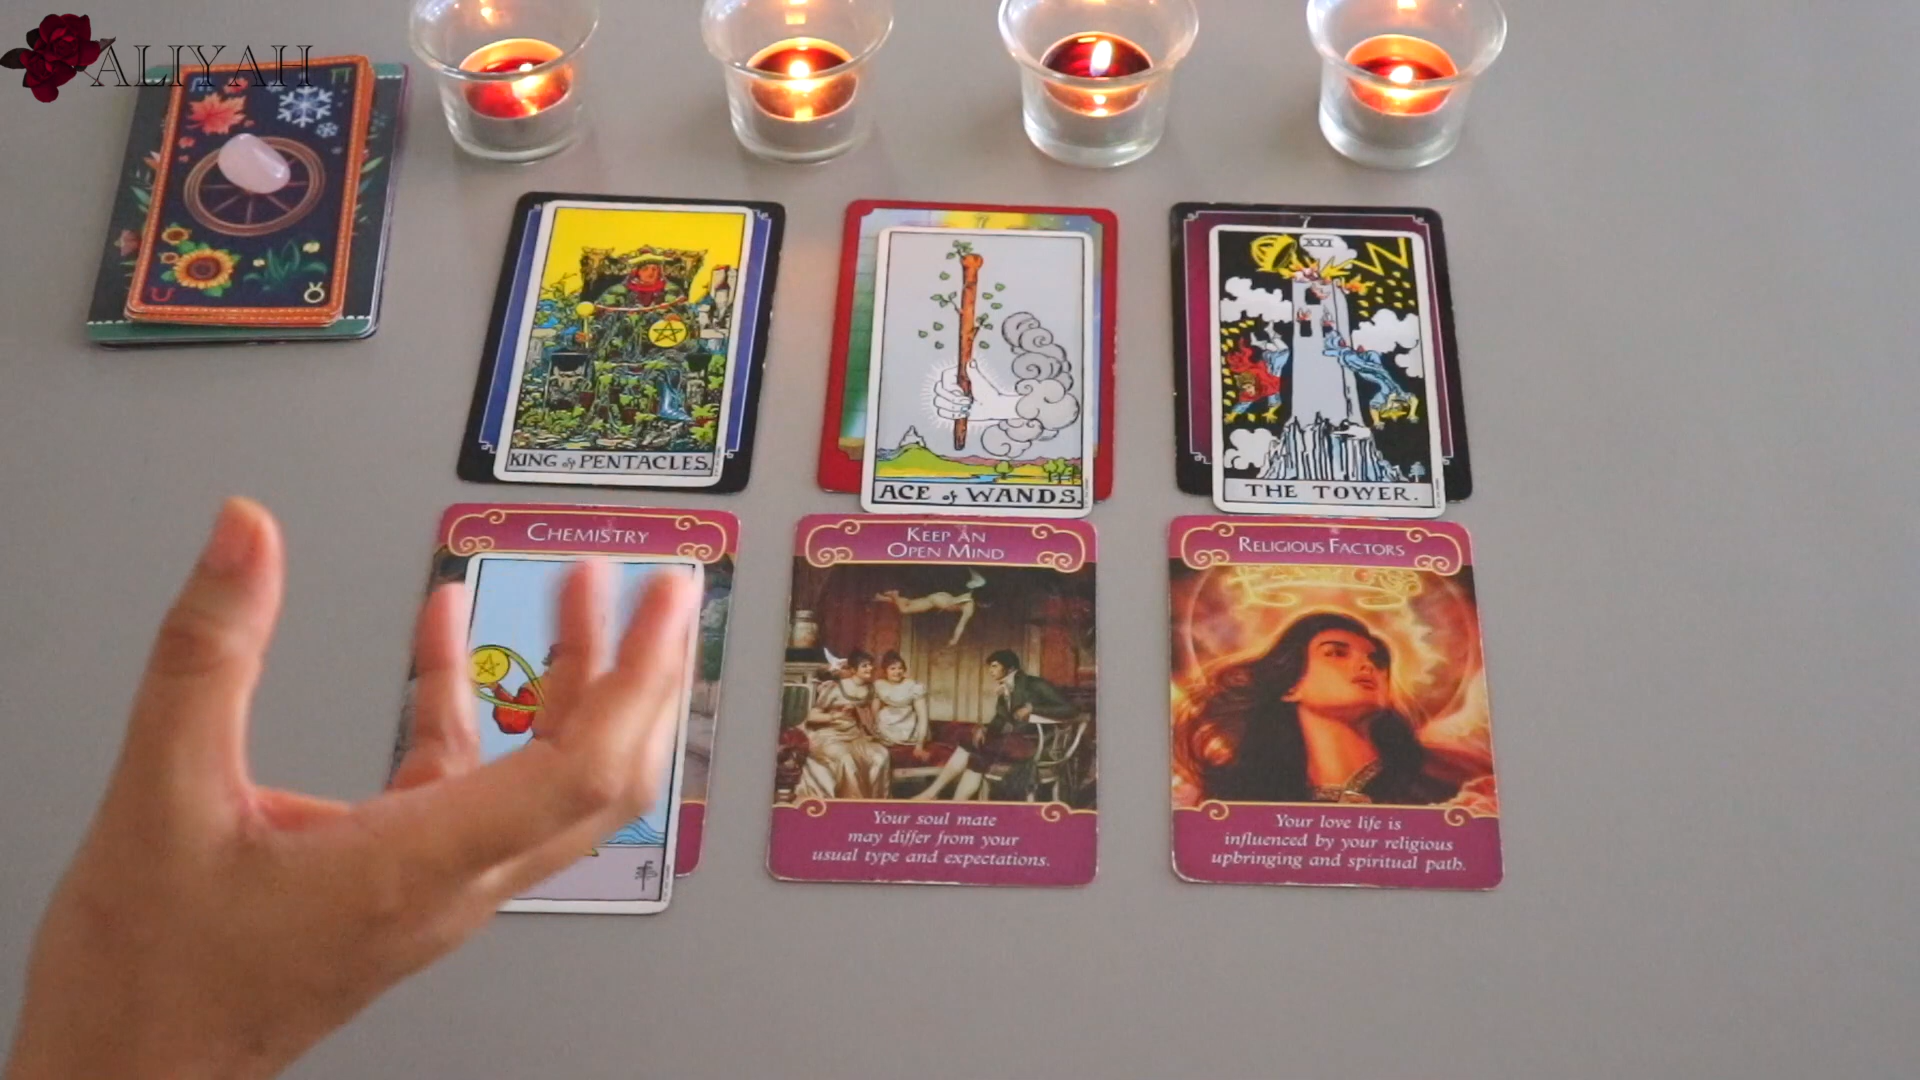 ALIYAH
KING of PENTACLES.
ACE of WANDS.
XVI
THE TOWER.
CHEMISTRY
KEEP AN
OPEN MIND
Your soul mate
may differ from your
usual type and expectations.
RELIGIOUS FACTORS
Your love life is
influenced by your religious
upbringing and spiritual path.